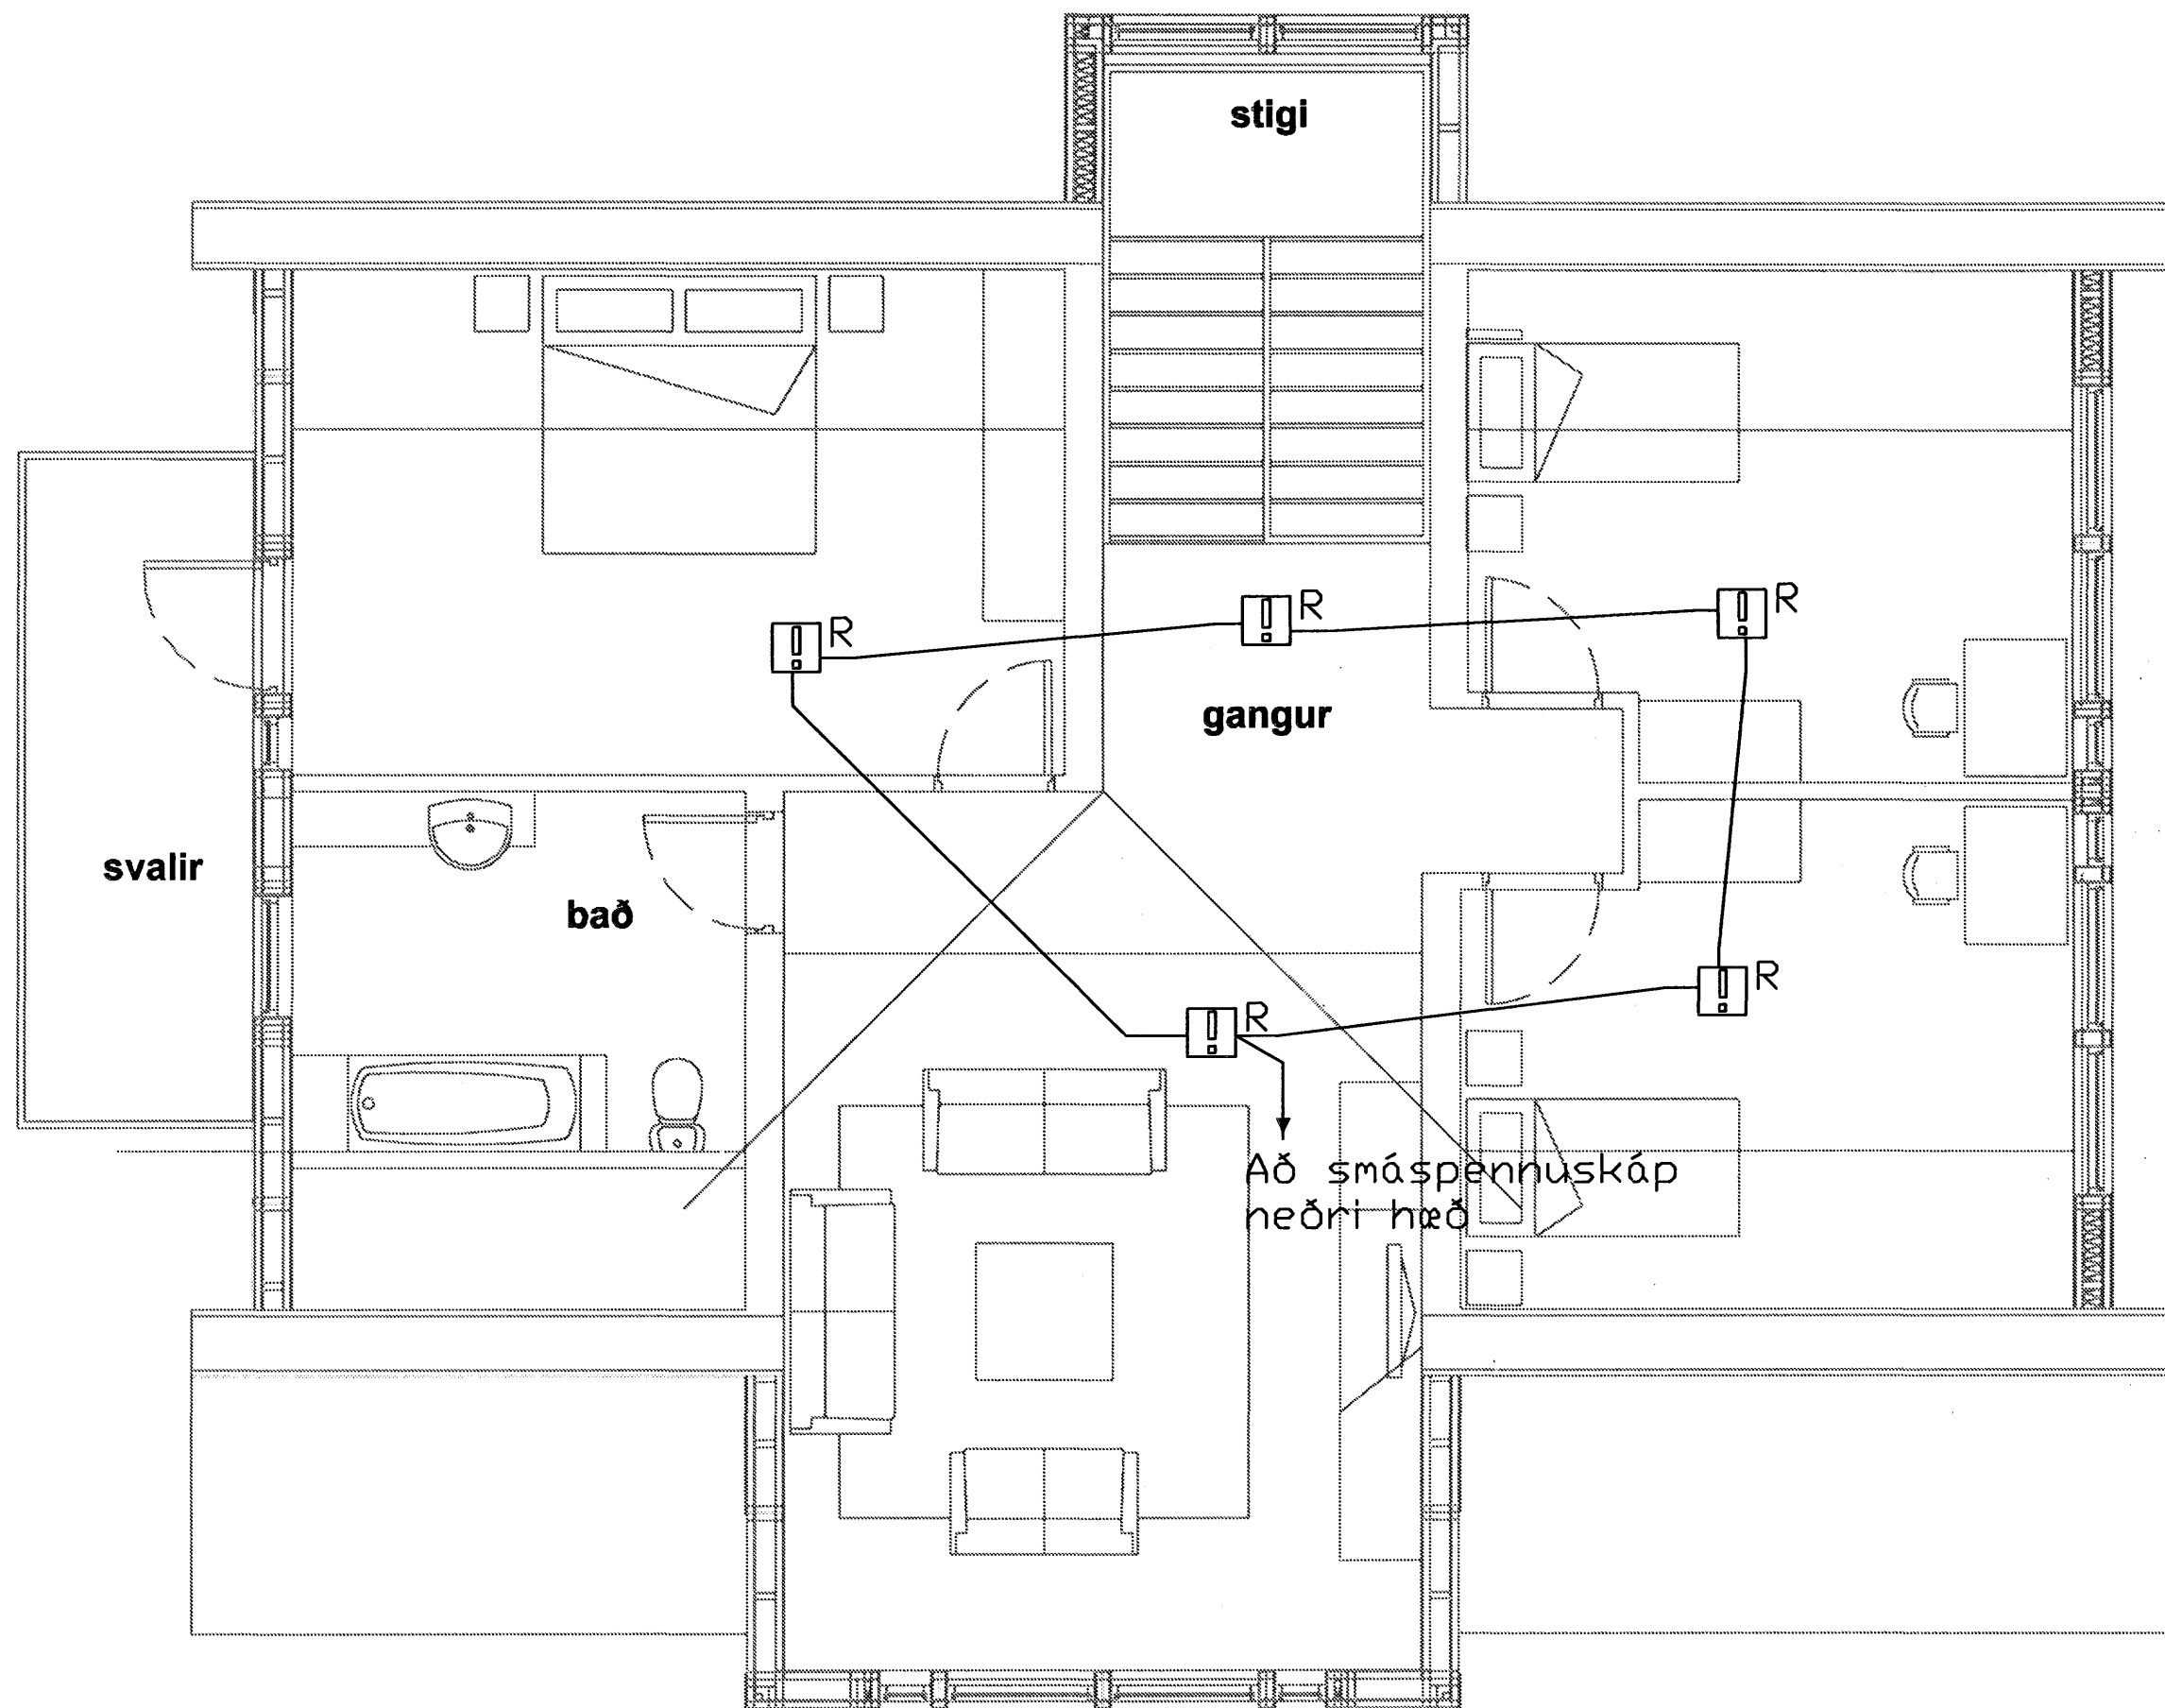 stigi
R
R
R
gangur
svalir
bað
R
R
Að smáspennuskáp
neðri hæð